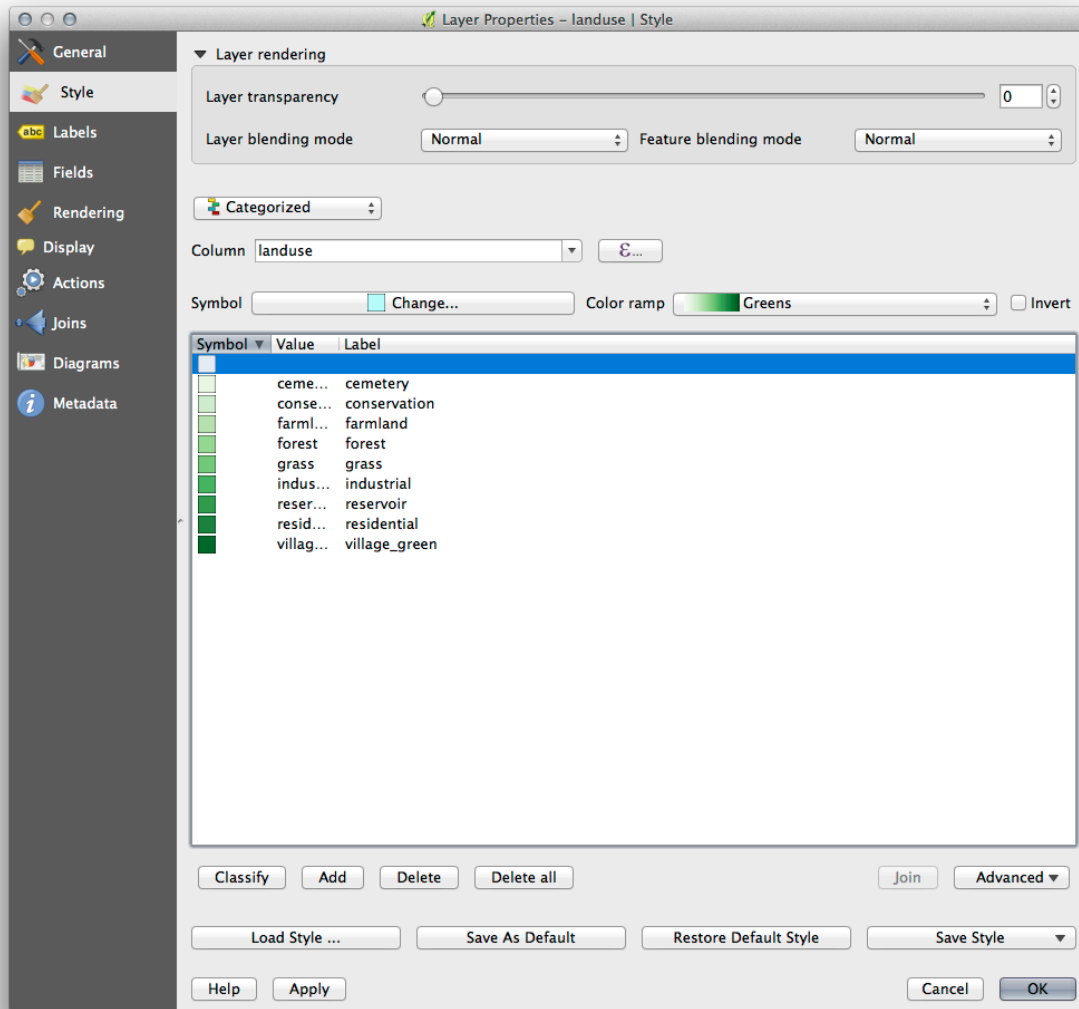 Layer Properties - landuse | Style
General
Style
abc Labels
Fields
Rendering
Display
Actions
Joins
Diagrams
i Metadata
Layer rendering
Layer transparency 0
Layer blending mode Normal Feature blending mode Normal
Categorized
Column landuse ε...
Symbol Change... Color ramp Greens Invert
Symbol Value Label
ceme... cemetery
conse... conservation
farml... farmland
forest forest
grass grass
indus... industrial
reser... reservoir
resid... residential
villag... village_green
Classify Add Delete Delete all Join Advanced
Load Style ... Save As Default Restore Default Style Save Style
Help Apply Cancel OK